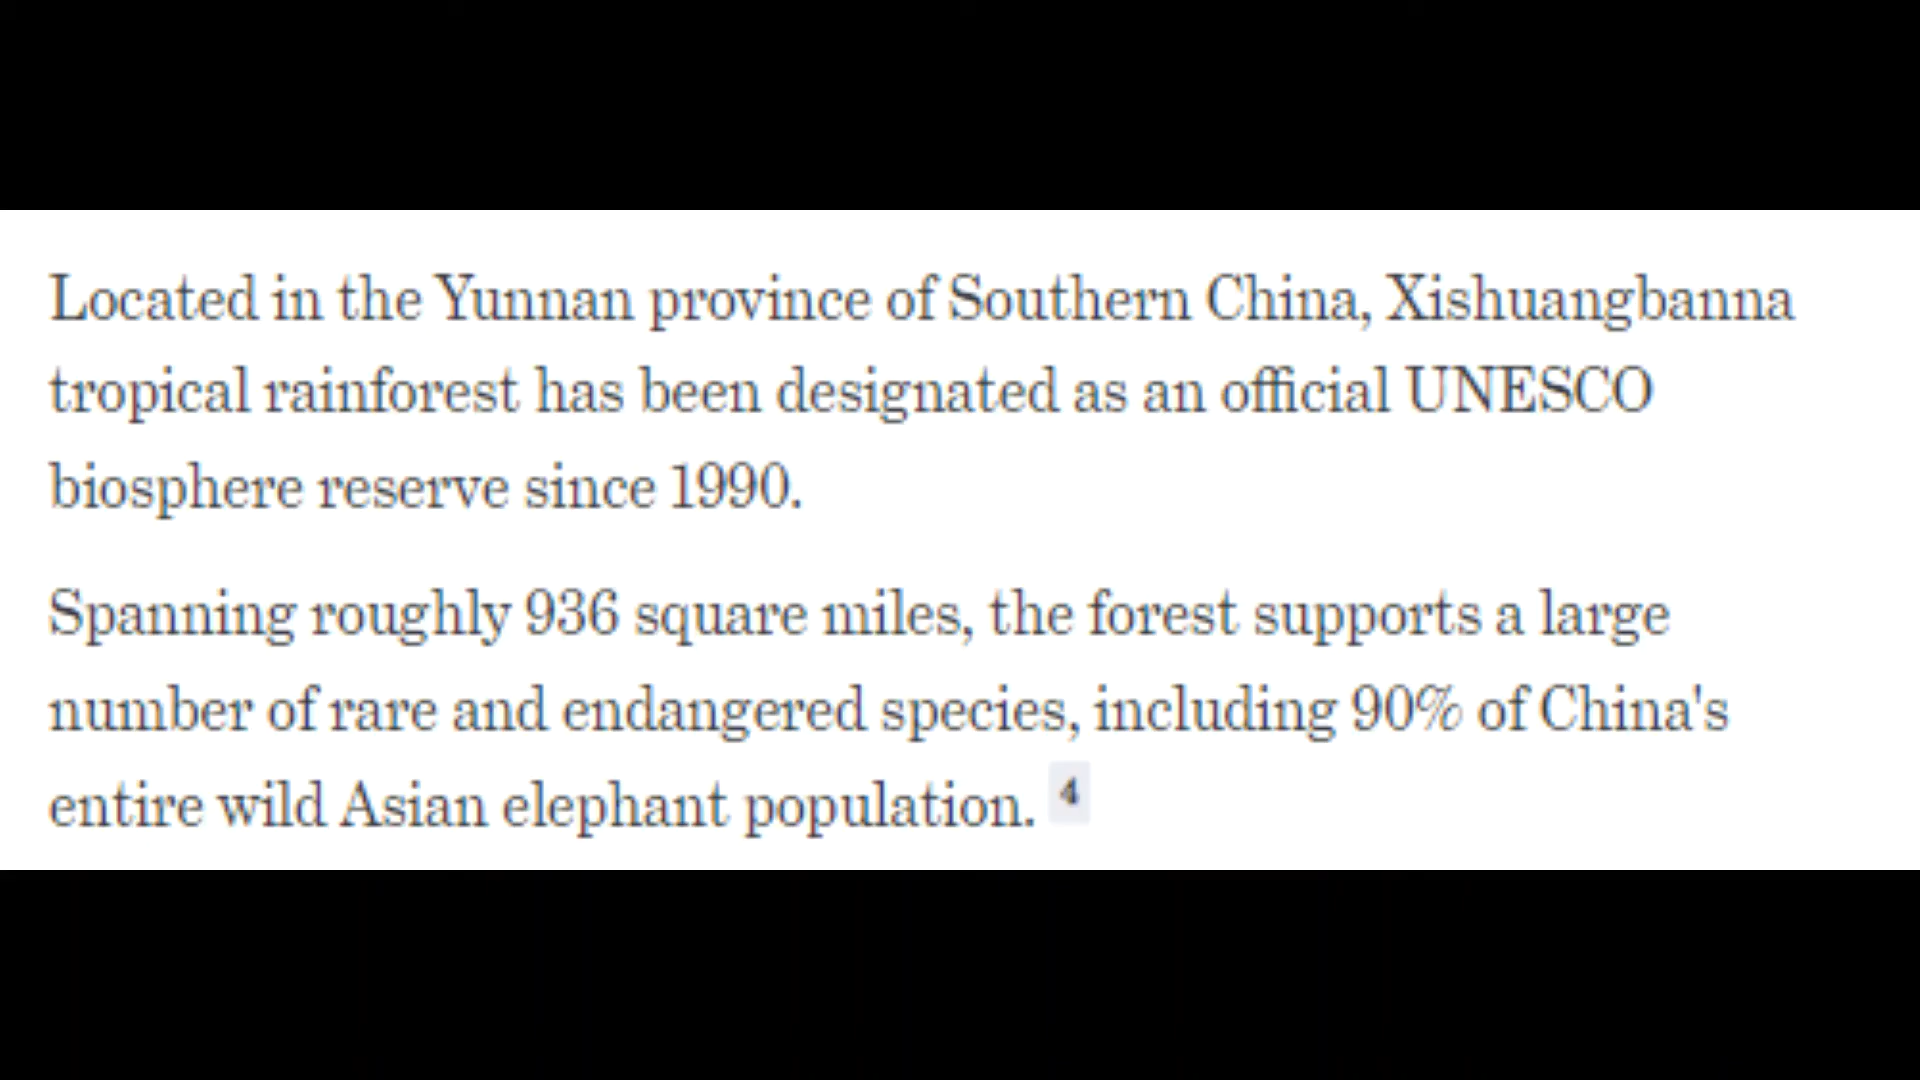 Located in the Yunnan province of Southern China, Xishuangbanna
tropical rainforest has been designated as an official UNESCO
biosphere reserve since 1990.
Spanning roughly 936 square miles, the forest supports a large
number of rare and endangered species, including 90% of China's
entire wild Asian elephant population. 4